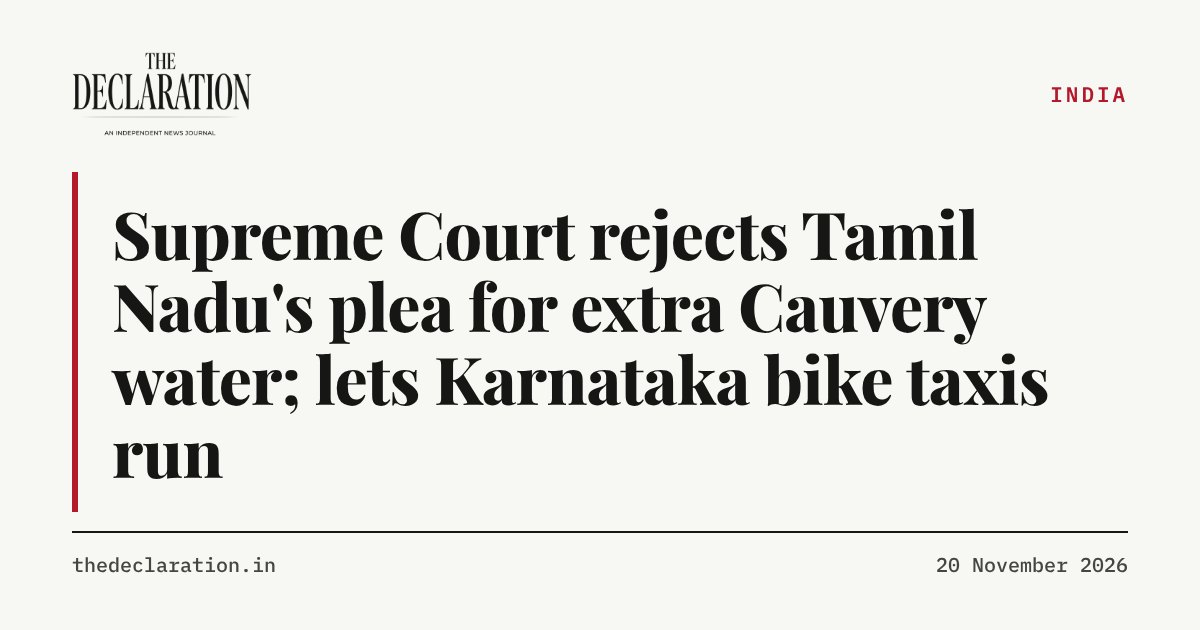 THE
DECLARATION
AN INDEPENDENT NEWS JOURNAL
INDIA
Supreme Court rejects Tamil
Nadu's plea for extra Cauvery
water; lets Karnataka bike taxis
run
thedeclaration.in
20 November 2026